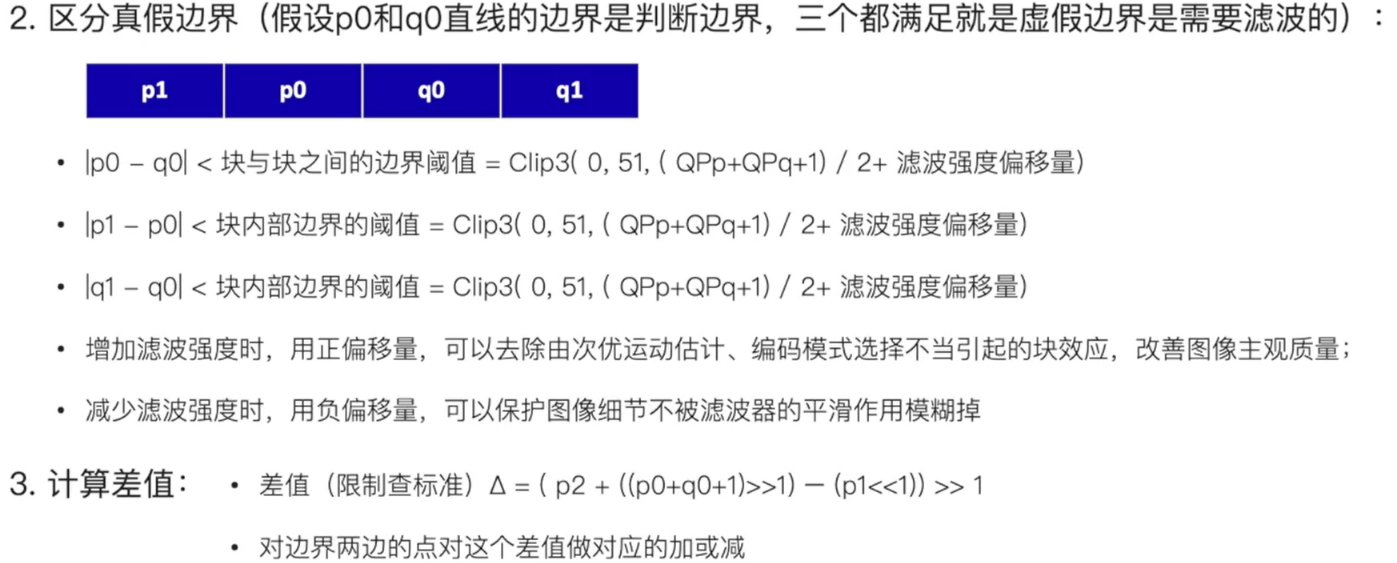 2. 区分真假边界（假设p0和q0直线的边界是判断边界，三个都满足就是虚假边界是需要滤波的）：
p1 p0 q0 q1
• |p0 – q0| < 块与块之间的边界阈值 = Clip3( 0, 51, ( QPp+QPq+1) / 2+ 滤波强度偏移量)
• |p1 – p0| < 块内部边界的阈值 = Clip3( 0, 51, ( QPp+QPq+1) / 2+ 滤波强度偏移量)
• |q1 – q0| < 块内部边界的阈值 = Clip3( 0, 51, ( QPp+QPq+1) / 2+ 滤波强度偏移量)
• 增加滤波强度时，用正偏移量，可以去除由次优运动估计、编码模式选择不当引起的块效应，改善图像主观质量；
• 减少滤波强度时，用负偏移量，可以保护图像细节不被滤波器的平滑作用模糊掉
3. 计算差值： • 差值（限制查标准）Δ = ( p2 + ((p0+q0+1)>>1) — (p1<<1)) >> 1
• 对边界两边的点对这个差值做对应的加或减